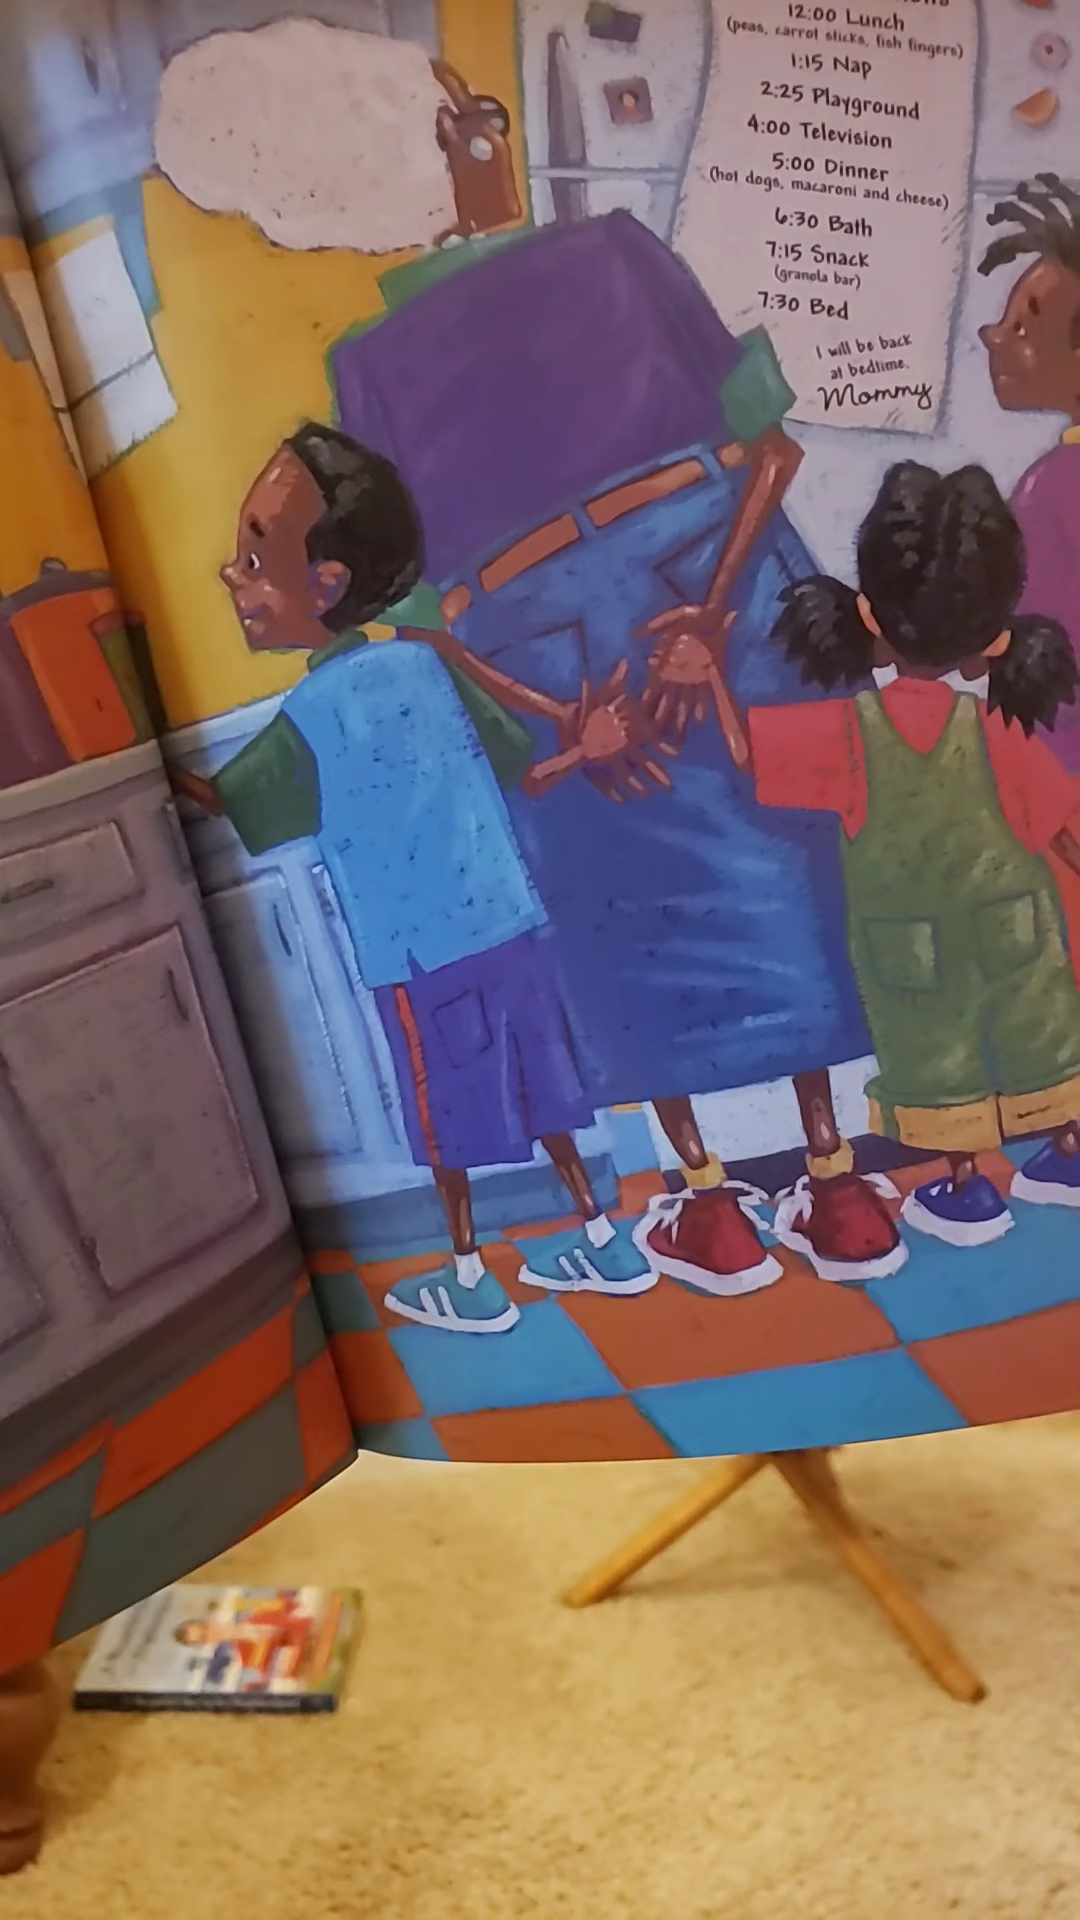 12:00 Lunch
(peas, carrot sticks, fish fingers)
1:15 Nap
2:25 Playground
4:00 Television
5:00 Dinner
(hot dogs, macaroni and cheese)
6:30 Bath
7:15 Snack
(granola bar)
7:30 Bed
I will be back
at bedtime.
Mommy